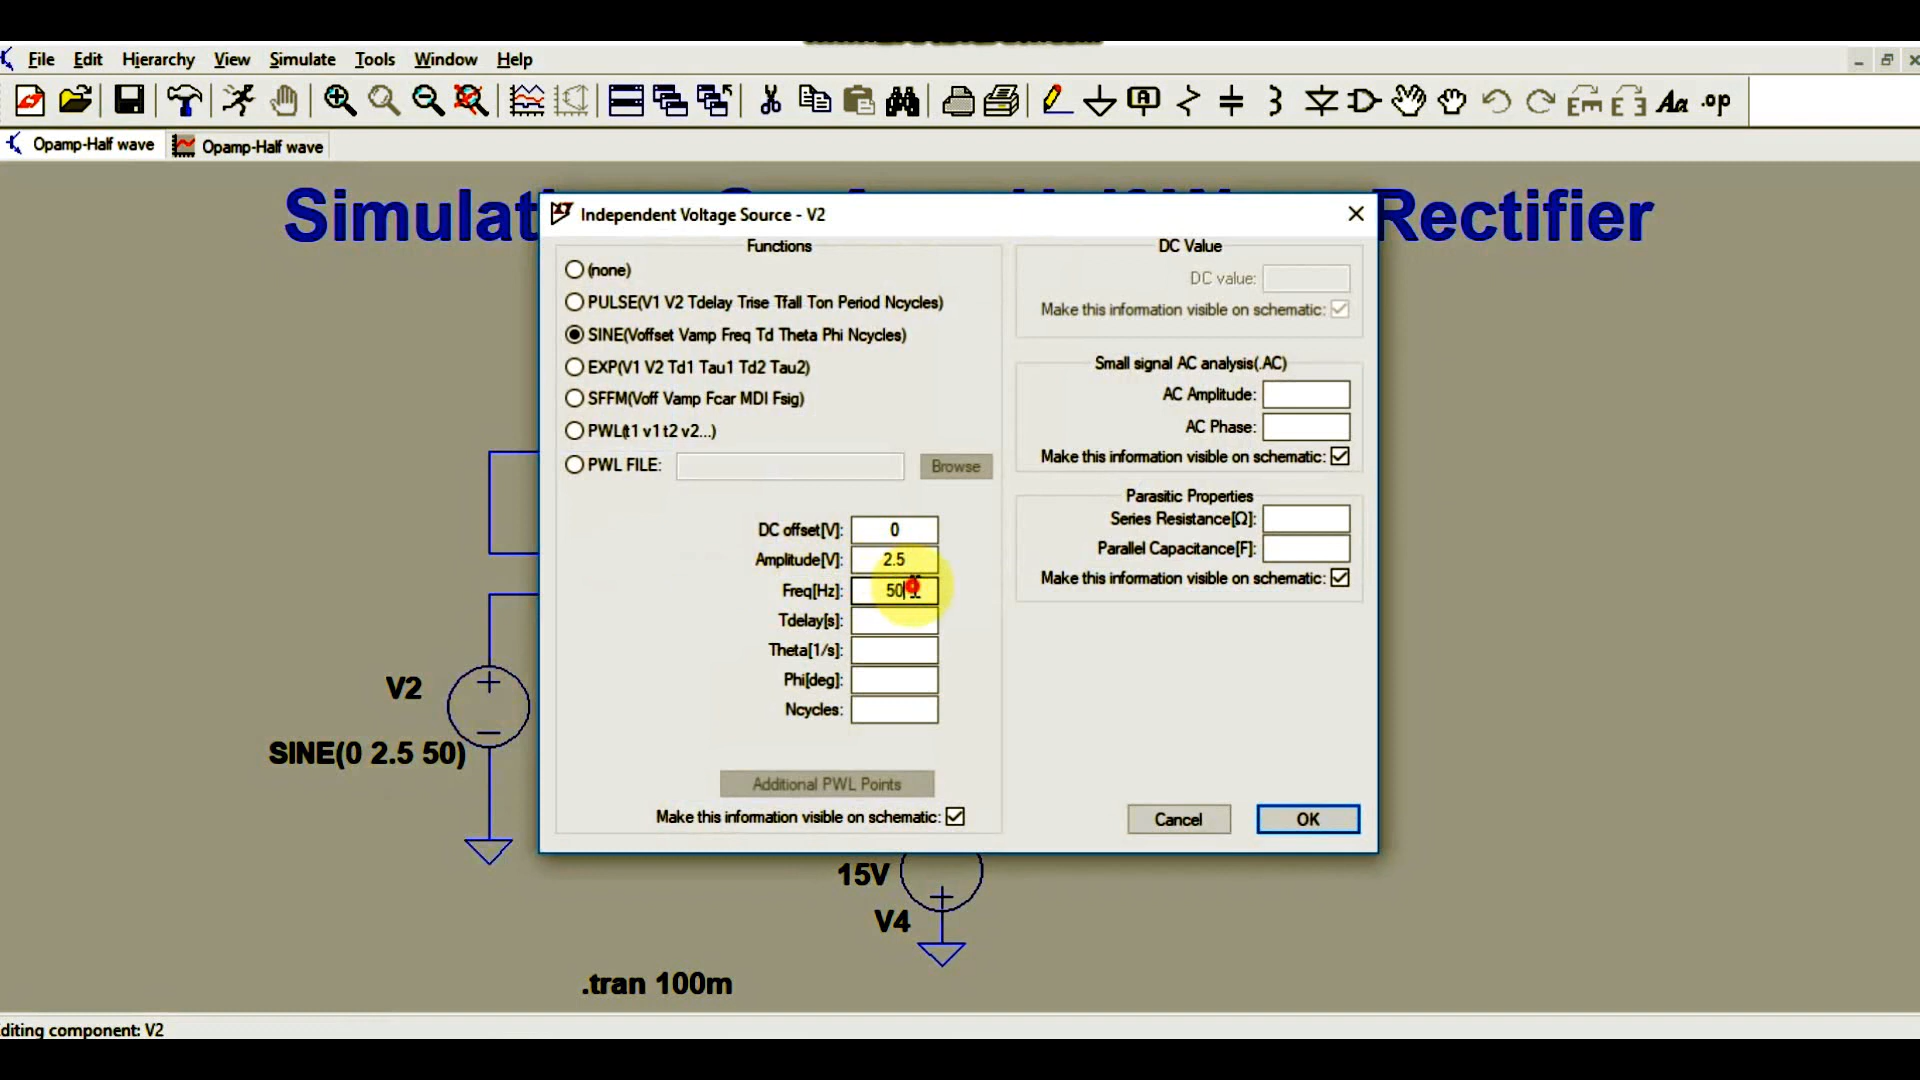 File Edit Hierarchy View Simulate Tools Window Help
Aa .op
Opamp-Half wave Opamp-Half wave
Simulat Rectifier
Independent Voltage Source - V2
Functions
(none)
PULSE(V1 V2 Tdelay Trise Tfall Ton Period Ncycles)
SINE(Voffset Vamp Freq Td Theta Phi Ncycles)
EXP(V1 V2 Td1 Tau1 Td2 Tau2)
SFFM(Voff Vamp Fcar MDI Fsig)
PWL(t1 v1 t2 v2...)
PWL FILE: Browse
DC offset[V]: 0
Amplitude[V]: 2.5
Freq[Hz]: 50
Tdelay[s]:
Theta[1/s]:
Phi[deg]:
Ncycles:
Additional PWL Points
Make this information visible on schematic:
DC Value
DC value:
Make this information visible on schematic:
Small signal AC analysis(.AC)
AC Amplitude:
AC Phase:
Make this information visible on schematic:
Parasitic Properties
Series Resistance[Ω]:
Parallel Capacitance[F]:
Make this information visible on schematic:
Cancel OK
V2
SINE(0 2.5 50)
15V
V4
.tran 100m
diting component: V2